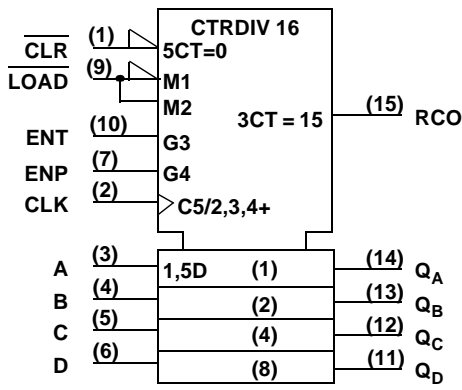 CTRDIV 16
CLR (1) 5CT=0
LOAD (9) M1
M2
3CT = 15 (15) RCO
ENT (10) G3
ENP (7) G4
CLK (2) C5/2,3,4+
A (3) 1,5D (1) (14) QA
B (4) (2) (13) QB
C (5) (4) (12) QC
D (6) (8) (11) QD